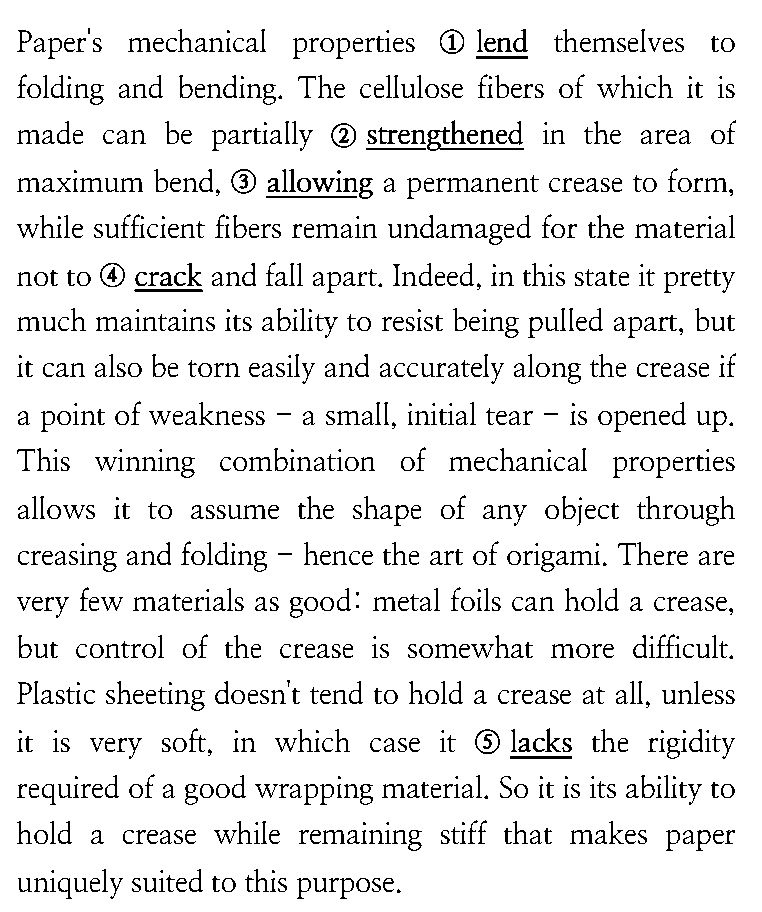 Paper's mechanical properties ① lend themselves to
folding and bending. The cellulose fibers of which it is
made can be partially ② strengthened in the area of
maximum bend, ③ allowing a permanent crease to form,
while sufficient fibers remain undamaged for the material
not to ④ crack and fall apart. Indeed, in this state it pretty
much maintains its ability to resist being pulled apart, but
it can also be torn easily and accurately along the crease if
a point of weakness - a small, initial tear - is opened up.
This winning combination of mechanical properties
allows it to assume the shape of any object through
creasing and folding - hence the art of origami. There are
very few materials as good: metal foils can hold a crease,
but control of the crease is somewhat more difficult.
Plastic sheeting doesn't tend to hold a crease at all, unless
it is very soft, in which case it ⑤ lacks the rigidity
required of a good wrapping material. So it is its ability to
hold a crease while remaining stiff that makes paper
uniquely suited to this purpose.